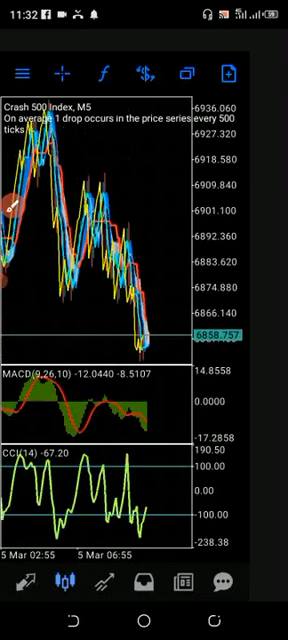 11:32
Crash 500 Index, M5
On average 1 drop occurs in the price series every 500
ticks
6936.060
6927.320
6918.580
6909.840
6901.100
6892.360
6883.620
6874.880
6866.140
6858.757
MACD(9,26,10) -12.0440 -8.5107
14.8558
0.0000
-17.2858
CCI(14) -67.20
190.50
100.00
0.00
-100.00
-238.38
5 Mar 02:55
5 Mar 06:55